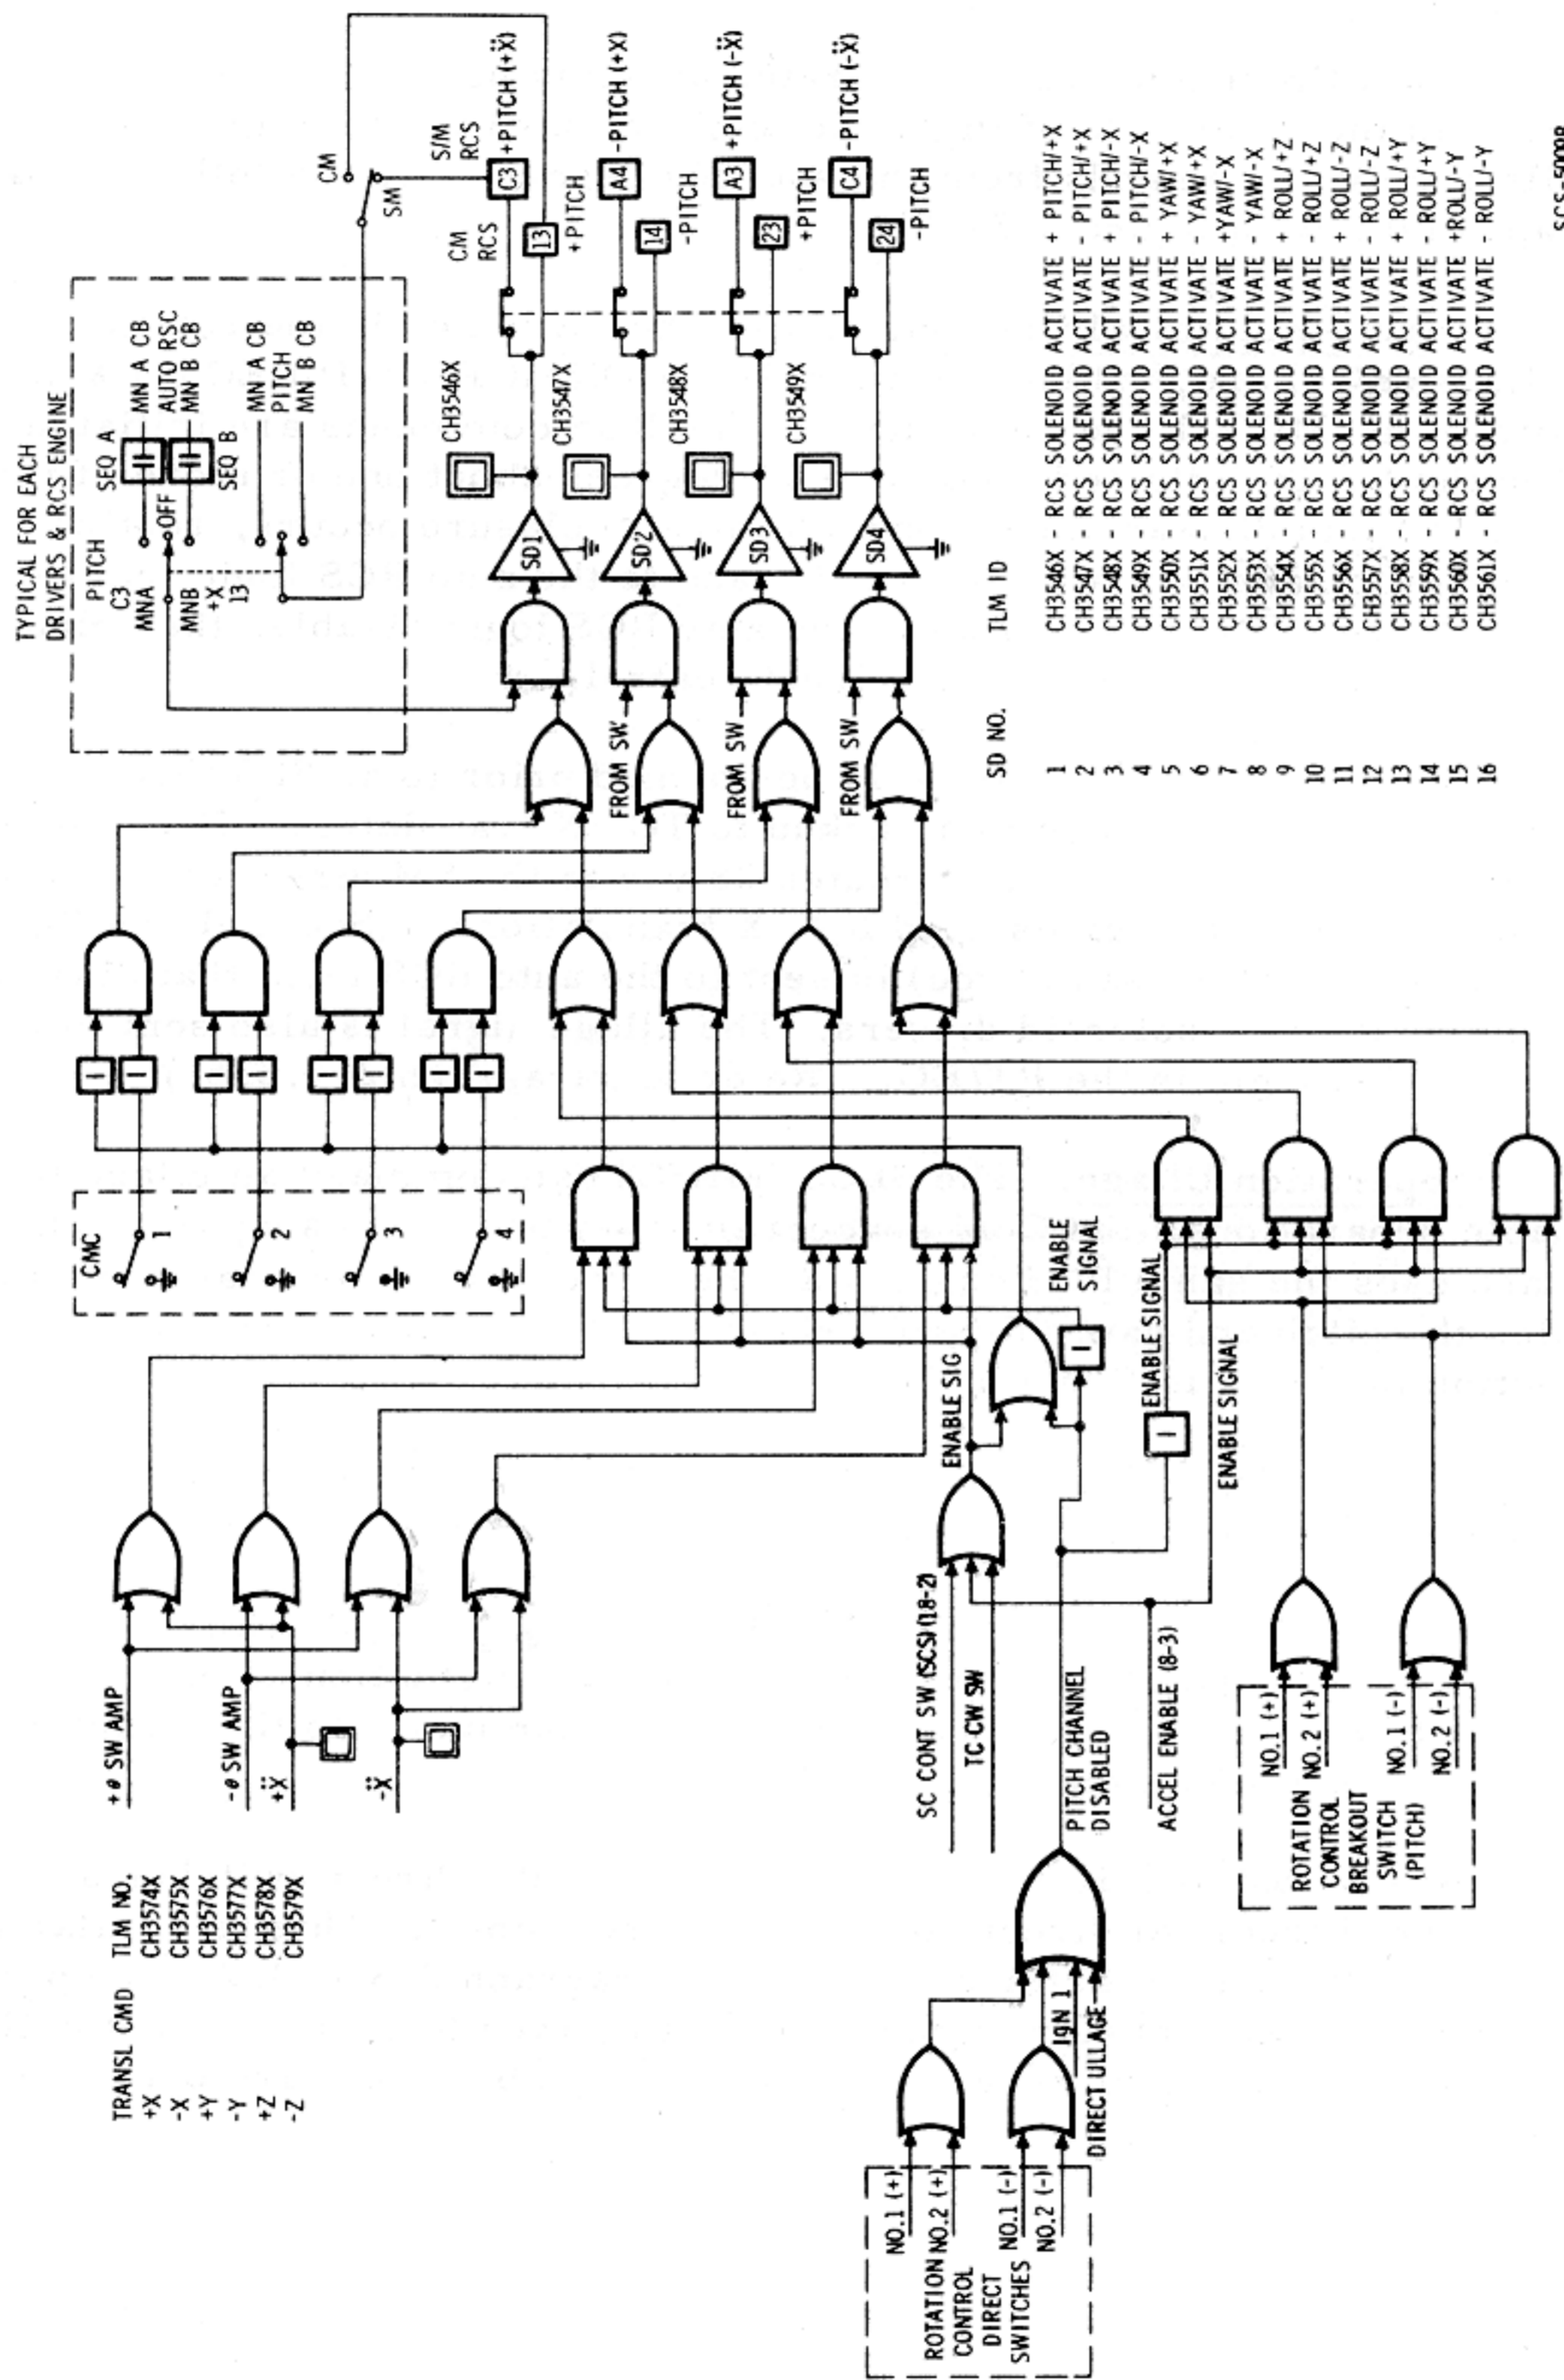 TRANSL CMD TLM NO.
+X CH3574X
-X CH3575X
+Y CH3576X
-Y CH3577X
+Z CH3578X
-Z CH3579X
+θ SW AMP
-θ SW AMP
+Ẍ
-Ẍ
CMC
1
2
3
4
I
I
I
I
I
I
I
I
TYPICAL FOR EACH
DRIVERS & RCS ENGINE
PITCH
C3
MNA
MNB
+X
13
OFF
SEQ A
SEQ B
MN A CB
AUTO RSC
MN B CB
MN A CB
PITCH
MN B CB
CM
SM
S/M
RCS
CM
RCS
C3 +PITCH (+Ẍ)
13
+PITCH
A4 -PITCH (+X)
14
-PITCH
A3 +PITCH (-Ẍ)
23
+PITCH
C4 -PITCH (-Ẍ)
24
-PITCH
CH3546X
CH3547X
CH3548X
CH3549X
SD1
SD2
SD3
SD4
FROM SW
FROM SW
FROM SW
ROTATION
CONTROL
DIRECT
SWITCHES
NO.1 (+)
NO.2 (+)
NO.1 (-)
NO.2 (-)
IGN 1
DIRECT ULLAGE
SC CONT SW (SCS) (18-2)
TC CW SW
PITCH CHANNEL
DISABLED
ACCEL ENABLE (8-3)
ENABLE SIG
ENABLE
SIGNAL
I
ENABLE SIGNAL
I
ENABLE SIGNAL
ROTATION
CONTROL
BREAKOUT
SWITCH
(PITCH)
NO.1 (+)
NO.2 (+)
NO.1 (-)
NO.2 (-)
SD NO. TLM ID
1 CH3546X - RCS SOLENOID ACTIVATE + PITCH/+X
2 CH3547X - RCS SOLENOID ACTIVATE - PITCH/+X
3 CH3548X - RCS SOLENOID ACTIVATE + PITCH/-X
4 CH3549X - RCS SOLENOID ACTIVATE - PITCH/-X
5 CH3550X - RCS SOLENOID ACTIVATE + YAW/+X
6 CH3551X - RCS SOLENOID ACTIVATE - YAW/+X
7 CH3552X - RCS SOLENOID ACTIVATE +YAW/-X
8 CH3553X - RCS SOLENOID ACTIVATE - YAW/-X
9 CH3554X - RCS SOLENOID ACTIVATE + ROLL/+Z
10 CH3555X - RCS SOLENOID ACTIVATE - ROLL/+Z
11 CH3556X - RCS SOLENOID ACTIVATE + ROLL/-Z
12 CH3557X - RCS SOLENOID ACTIVATE - ROLL/-Z
13 CH3558X - RCS SOLENOID ACTIVATE + ROLL/+Y
14 CH3559X - RCS SOLENOID ACTIVATE - ROLL/+Y
15 CH3560X - RCS SOLENOID ACTIVATE +ROLL/-Y
16 CH3561X - RCS SOLENOID ACTIVATE - ROLL/-Y